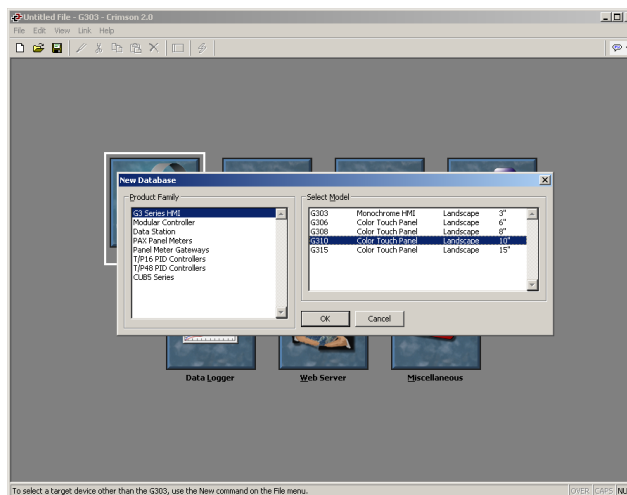 Untitled File - G303 - Crimson 2.0
File Edit View Link Help
New Database
Product Family
G3 Series HMI
Modular Controller
Data Station
PAX Panel Meters
Panel Meter Gateways
T/P16 PID Controllers
T/P48 PID Controllers
CUB5 Series
Select Model
G303 Monochrome HMI Landscape 3"
G306 Color Touch Panel Landscape 6"
G308 Color Touch Panel Landscape 8"
G310 Color Touch Panel Landscape 10"
G315 Color Touch Panel Landscape 15"
OK Cancel
Data Logger Web Server Miscellaneous
To select a target device other than the G303, use the New command on the File menu. OVER CAPS NU